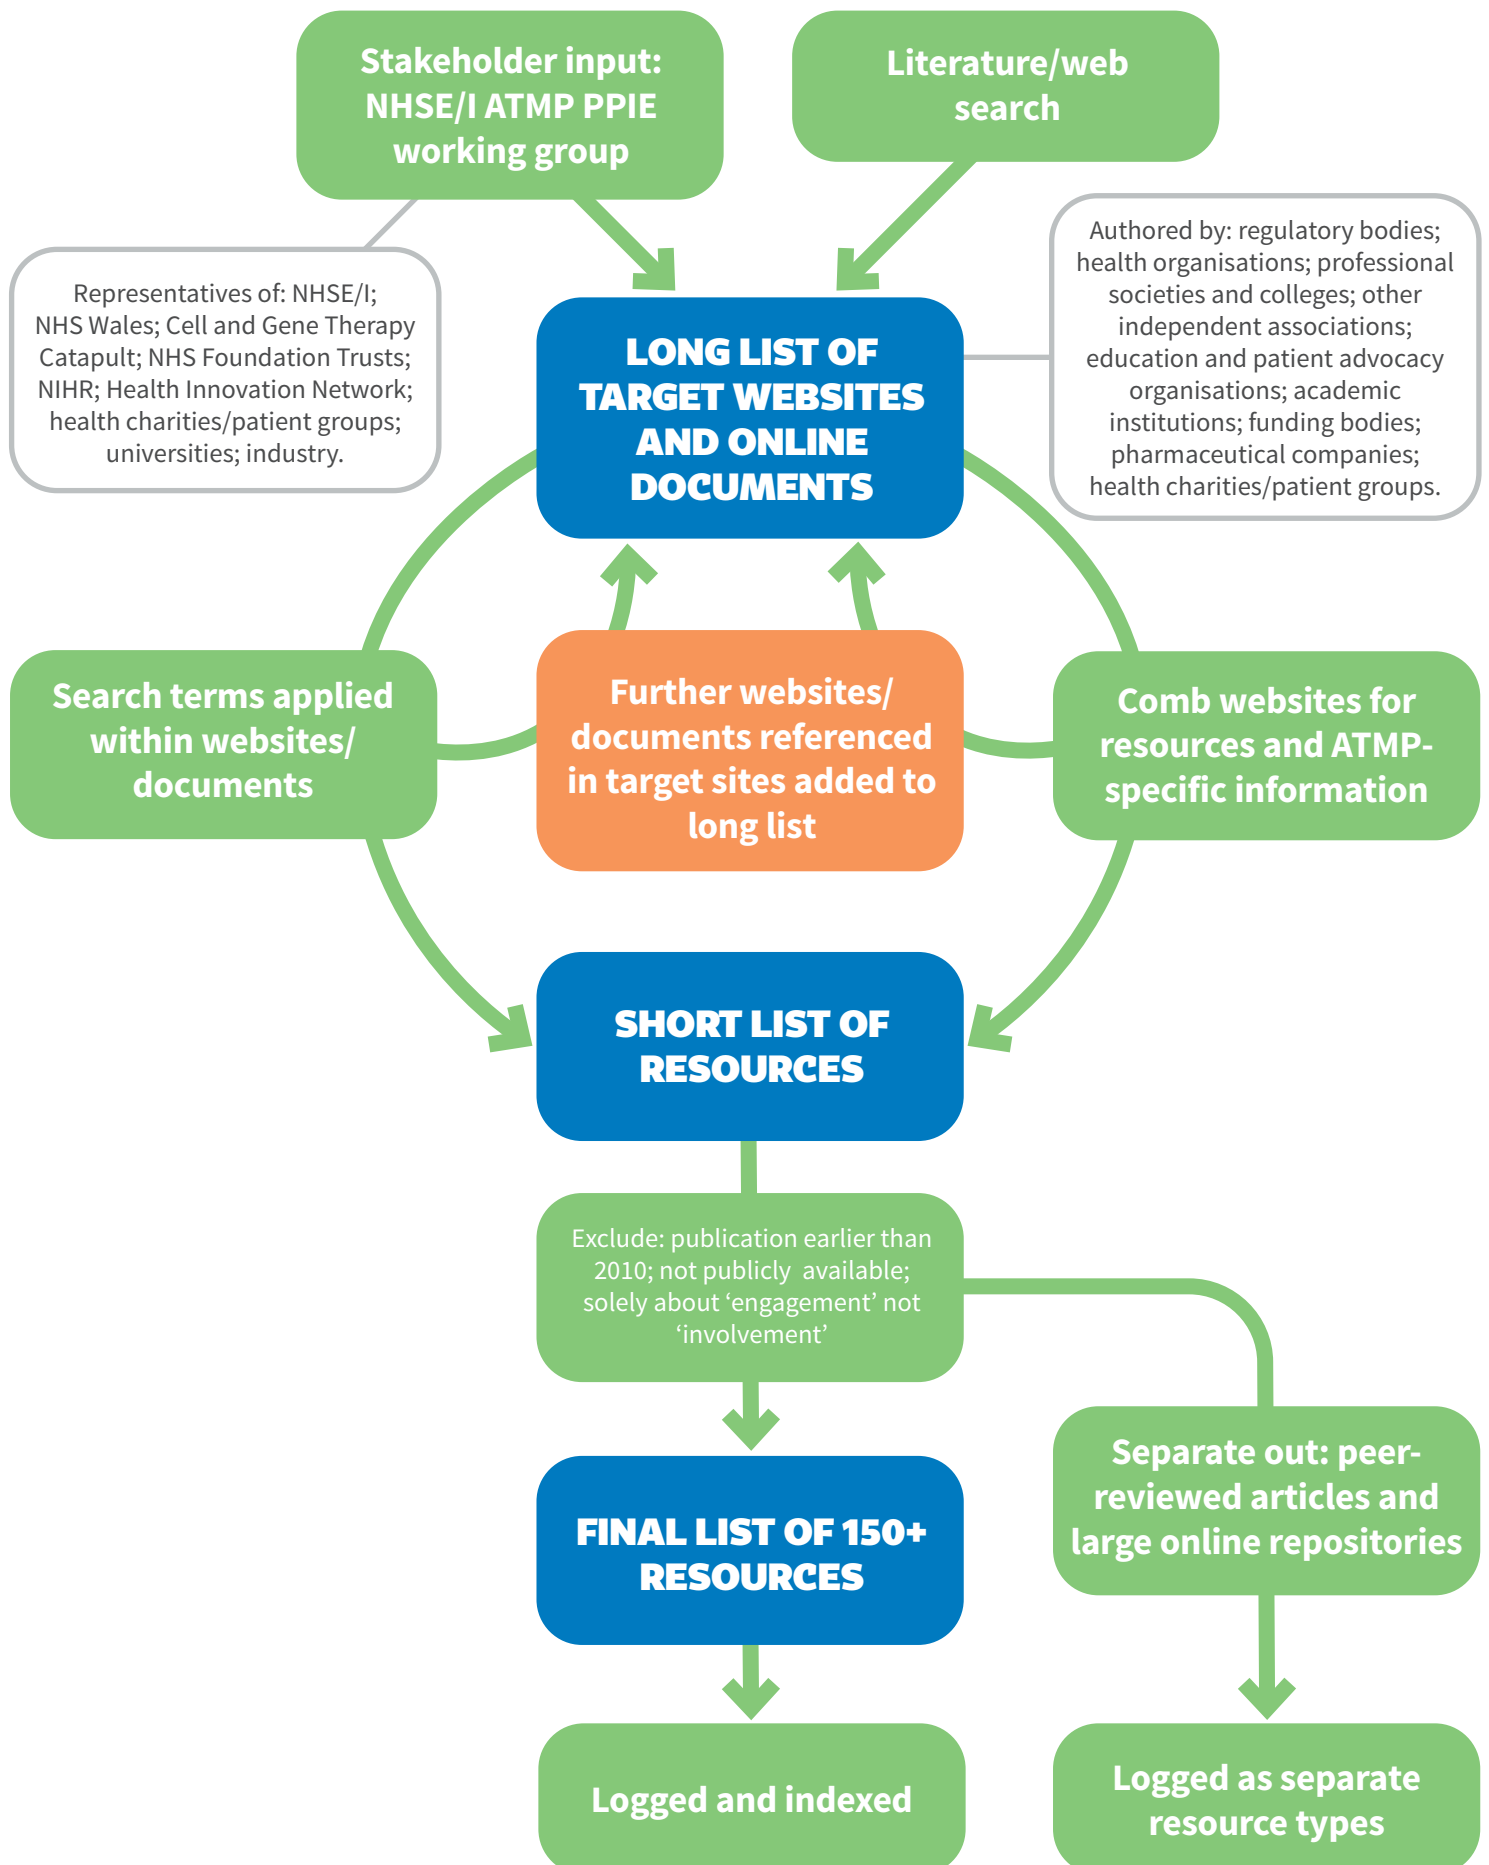 Stakeholder input:
NHSE/I ATMP PPIE
working group
Literature/web
search
Representatives of: NHSE/I;
NHS Wales; Cell and Gene Therapy
Catapult; NHS Foundation Trusts;
NIHR; Health Innovation Network;
health charities/patient groups;
universities; industry.
LONG LIST OF
TARGET WEBSITES
AND ONLINE
DOCUMENTS
Authored by: regulatory bodies;
health organisations; professional
societies and colleges; other
independent associations;
education and patient advocacy
organisations; academic
institutions; funding bodies;
pharmaceutical companies;
health charities/patient groups.
Search terms applied
within websites/
documents
Further websites/
documents referenced
in target sites added to
long list
Comb websites for
resources and ATMP-
specific information
SHORT LIST OF
RESOURCES
Exclude: publication earlier than
2010; not publicly  available;
solely about ‘engagement’ not
‘involvement’
FINAL LIST OF 150+
RESOURCES
Separate out: peer-
reviewed articles and
large online repositories
Logged and indexed
Logged as separate
resource types